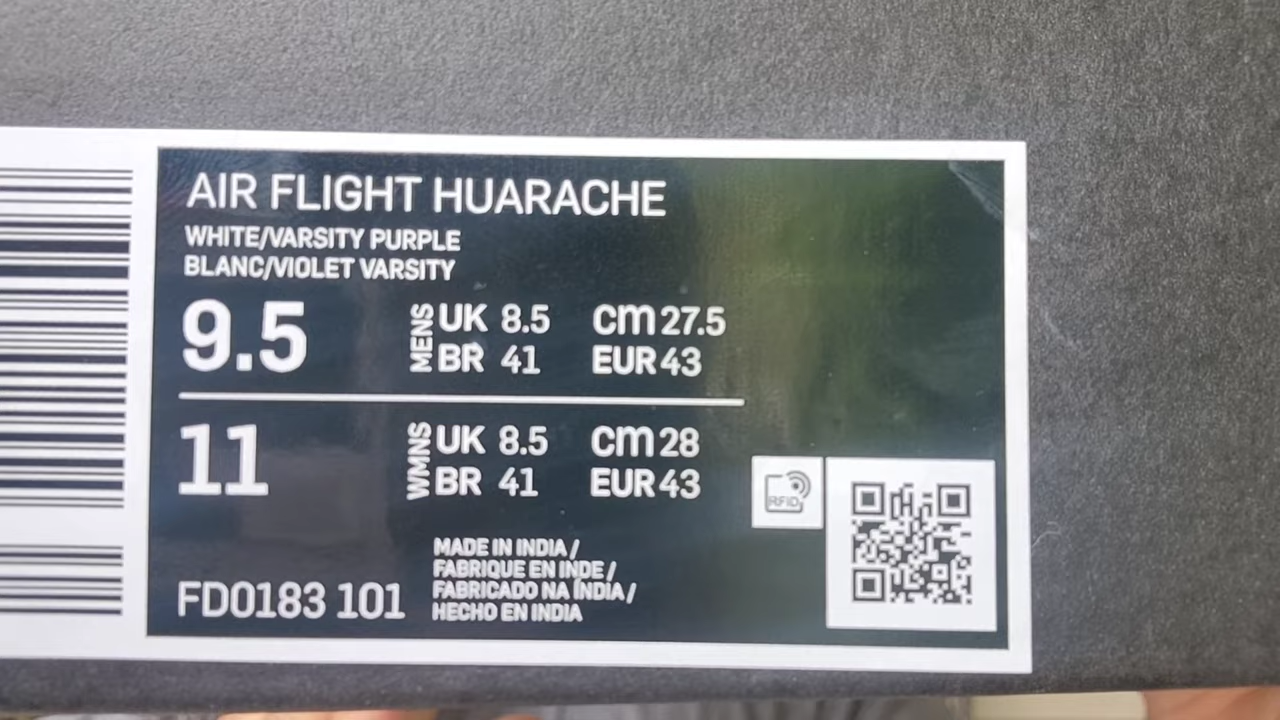 AIR FLIGHT HUARACHE
WHITE/VARSITY PURPLE
BLANC/VIOLET VARSITY
9.5
MENS
UK 8.5 CM 27.5
BR 41 EUR 43
11
WMNS
UK 8.5 CM 28
BR 41 EUR 43
RFID
MADE IN INDIA /
FABRIQUE EN INDE /
FABRICADO NA ÍNDIA /
HECHO EN INDIA
FD0183 101